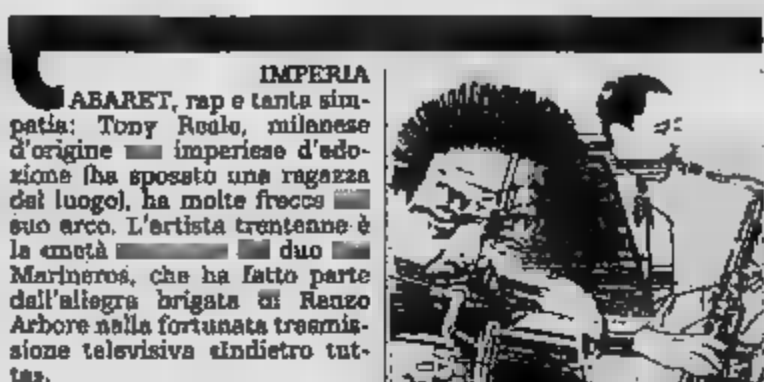 IMPERIA
CABARET, rap e tanta sim-
patia: Tony Reale, milanese
d'origine imperiese d'ado-
zione (ha sposato una ragazza
del luogo), ha molte frecce
suo arco. L'artista trentenne è
la «metà duo
Marineros, che ha fatto parte
dell'allegra brigata di Renzo
Arbore nella fortunata trasmis-
sione televisiva «Indietro tut-
ta».